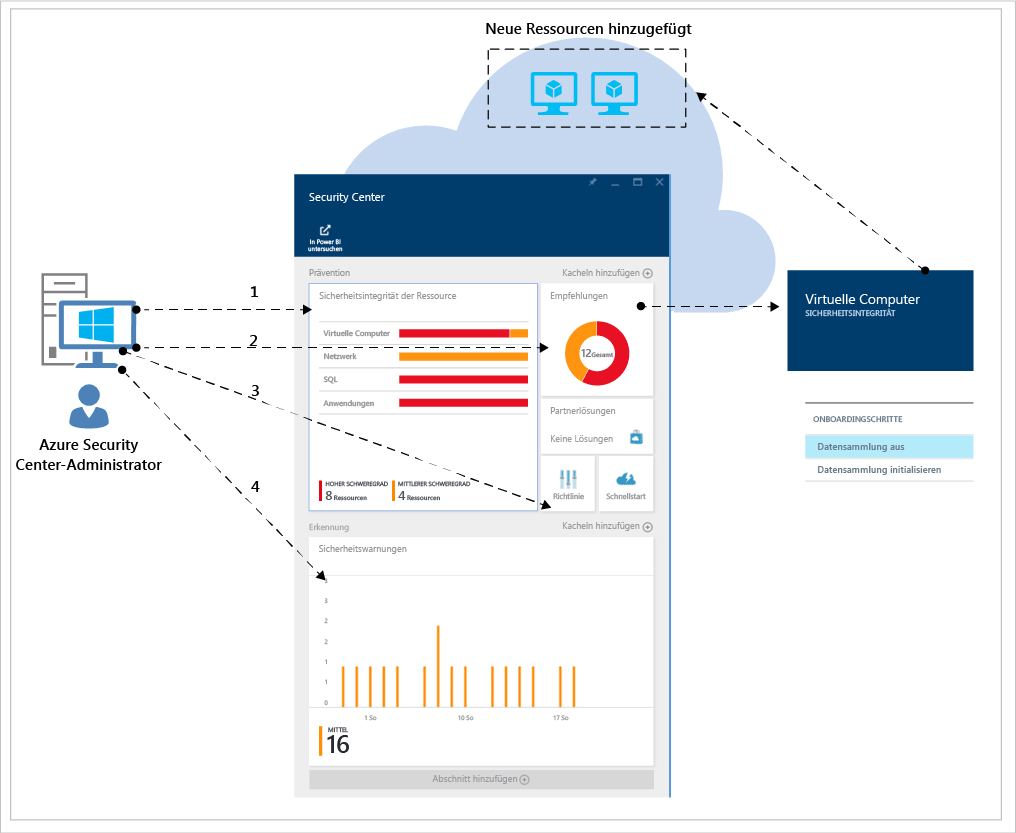 Neue Ressourcen hinzugefügt
Security Center
In Power BI
untersuchen
Prävention
Kacheln hinzufügen
Sicherheitsintegrität der Ressource
Virtuelle Computer
Netzwerk
SQL
Anwendungen
HOHER SCHWEREGRAD
8 Ressourcen
MITTLERER SCHWEREGRAD
4 Ressourcen
Empfehlungen
12 Gesamt
Partnerlösungen
Keine Lösungen
Richtlinie
Schnellstart
Erkennung
Kacheln hinzufügen
Sicherheitswarnungen
3
2
2
1
1
0
1 So
10 So
17 So
MITTEL
16
Abschnitt hinzufügen
1
2
3
4
Azure Security
Center-Administrator
Virtuelle Computer
SICHERHEITSINTEGRITÄT
ONBOARDINGSCHRITTE
Datensammlung aus
Datensammlung initialisieren